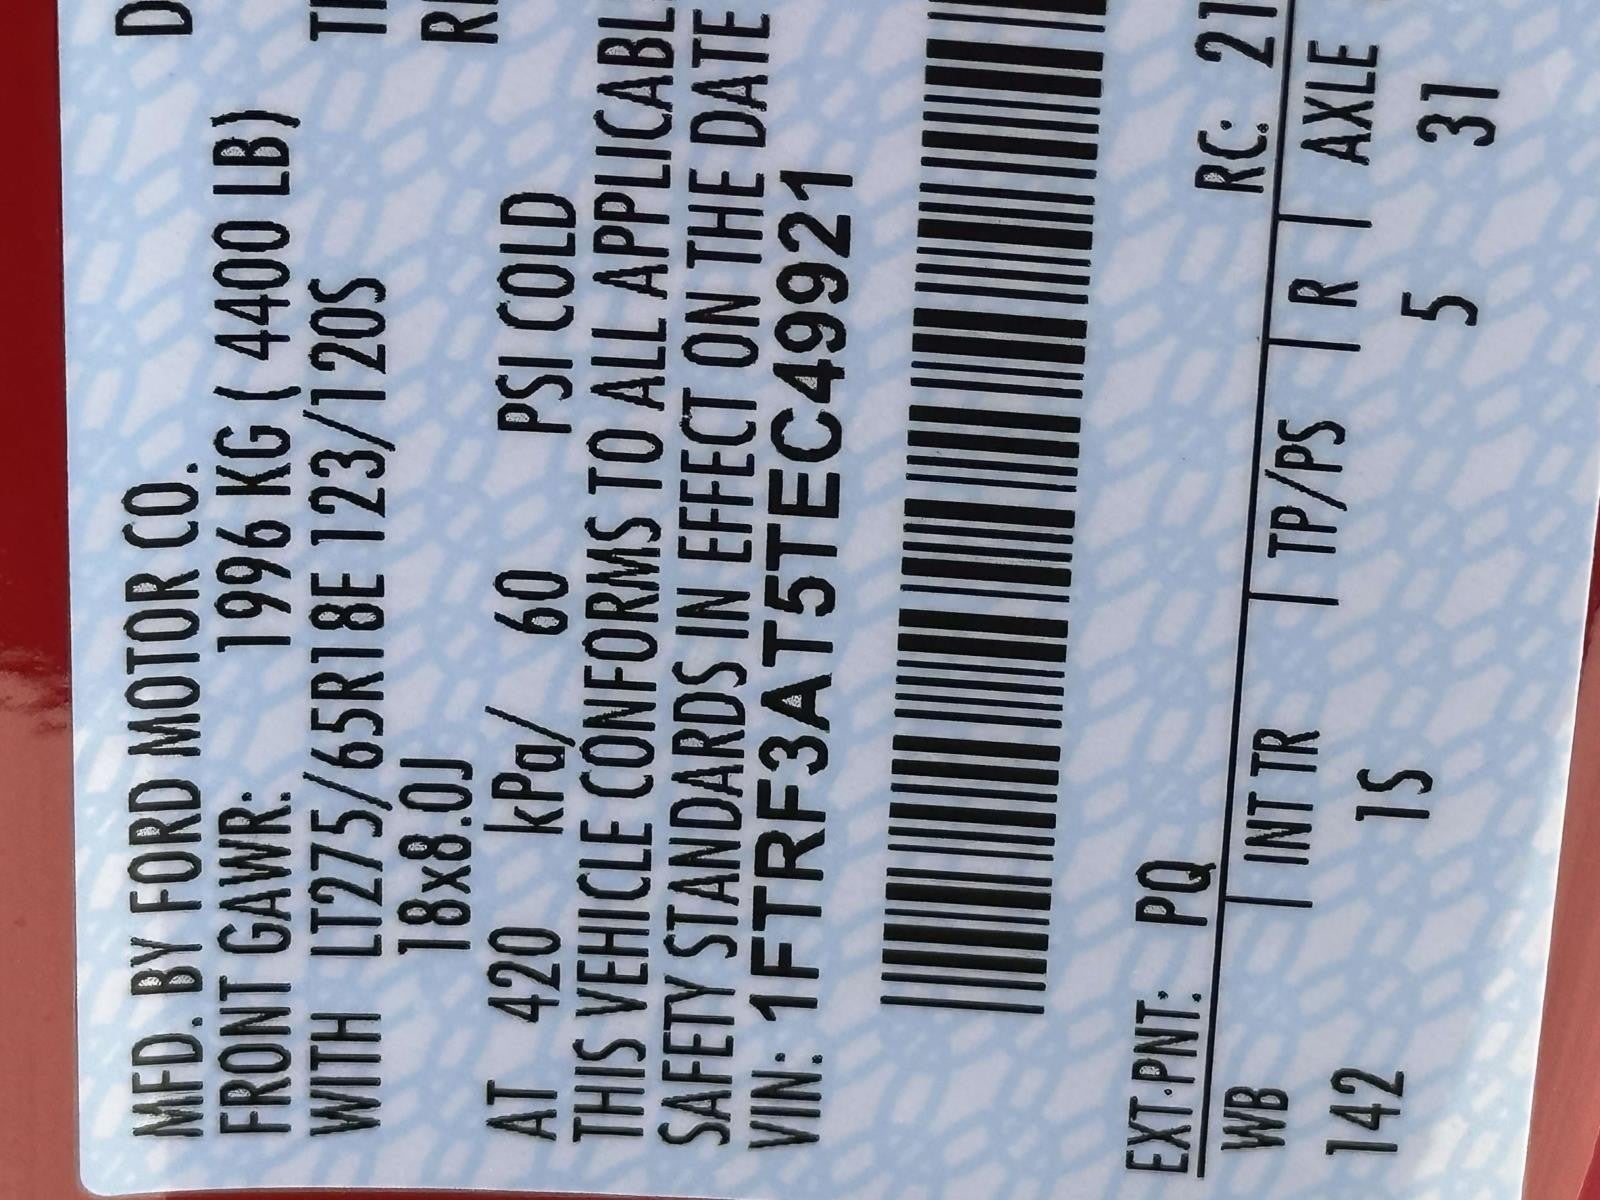 MFD. BY FORD MOTOR CO.
FRONT GAWR: 1996 KG ( 4400 LB)
WITH LT275/65R18E 123/120S
18x8.0J
AT 420 kPa/ 60 PSI COLD
THIS VEHICLE CONFORMS TO ALL APPLICABL
SAFETY STANDARDS IN EFFECT ON THE DATE
VIN: 1FTRF3AT5TEC49921
EXT.PNT: PQ RC: 21
WB | INT TR | TP/PS | R | AXLE
142 1S 5 31